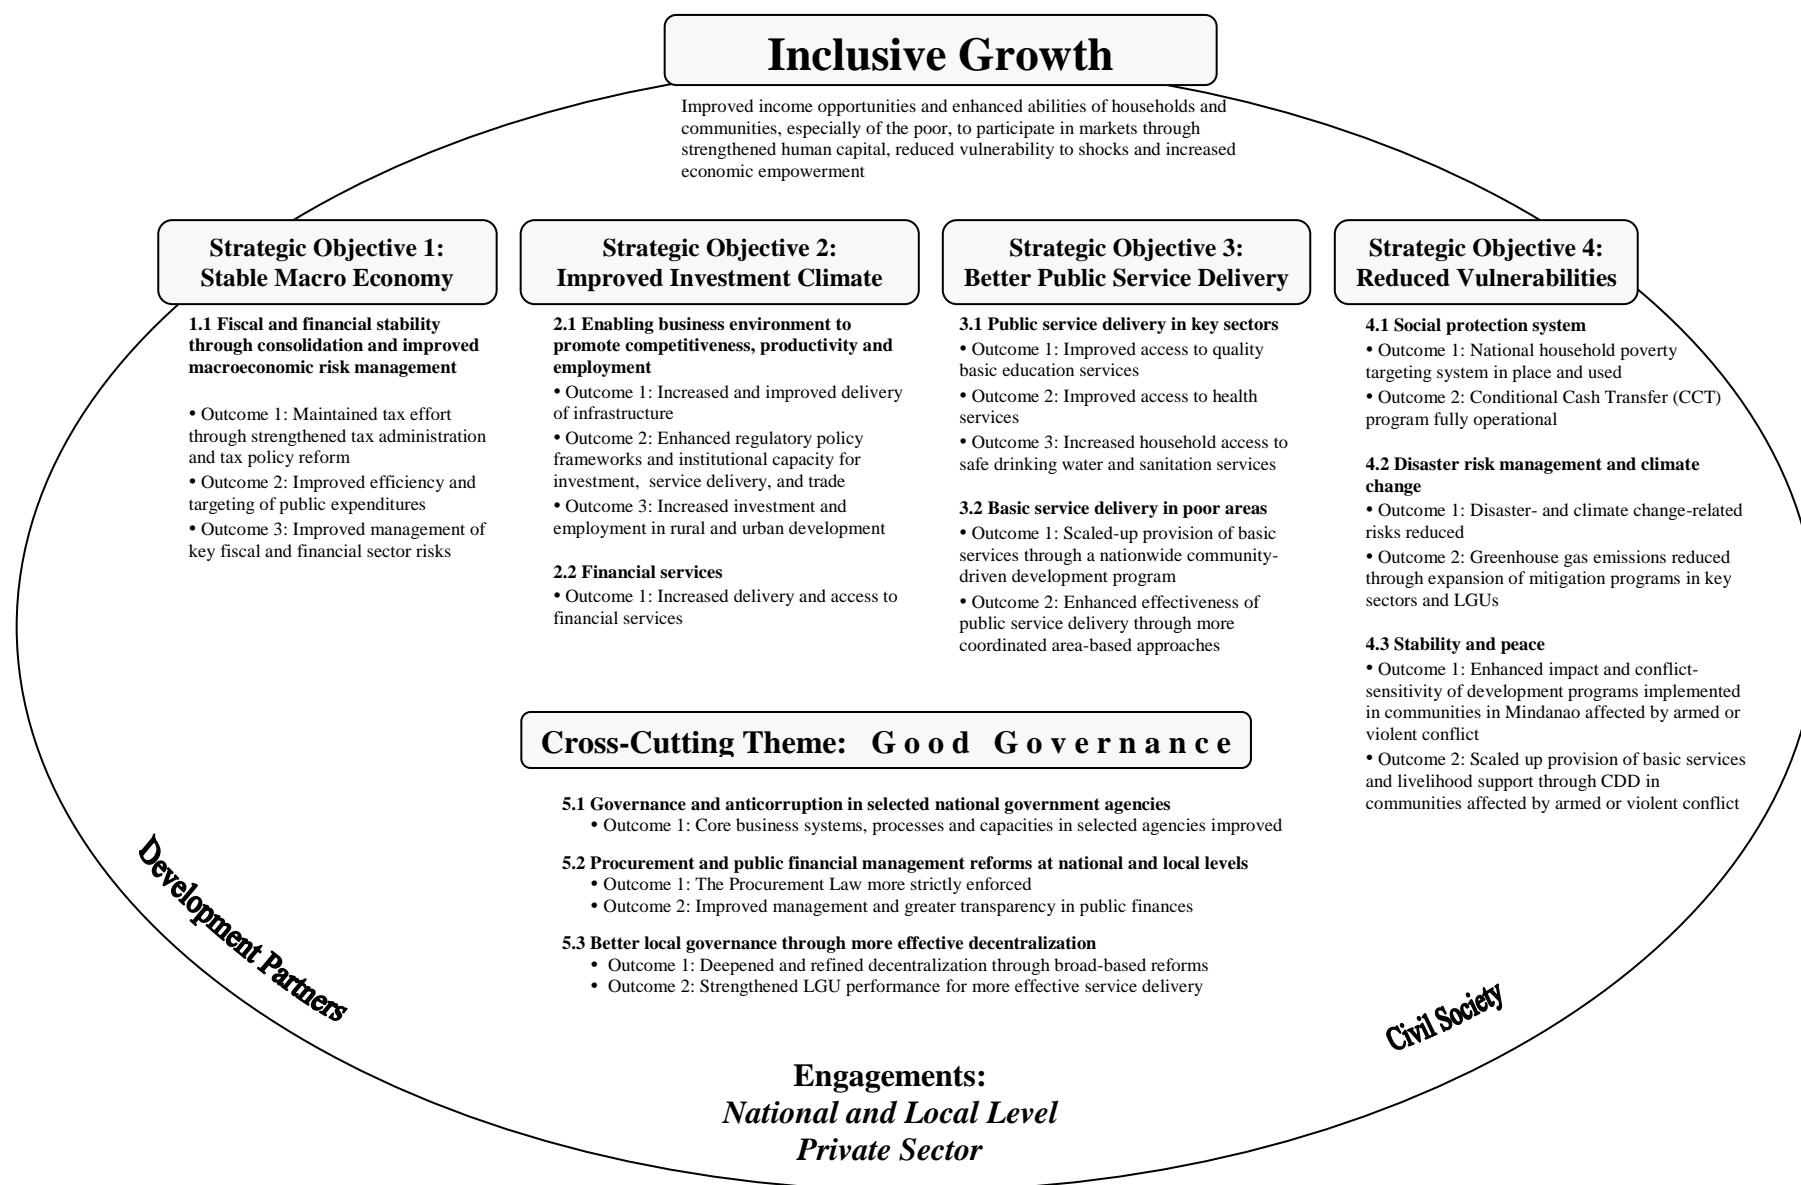 Inclusive Growth
Improved income opportunities and enhanced abilities of households and
communities, especially of the poor, to participate in markets through
strengthened human capital, reduced vulnerability to shocks and increased
economic empowerment
Strategic Objective 1:
Stable Macro Economy
1.1 Fiscal and financial stability
through consolidation and improved
macroeconomic risk management
• Outcome 1: Maintained tax effort
through strengthened tax administration
and tax policy reform
• Outcome 2: Improved efficiency and
targeting of public expenditures
• Outcome 3: Improved management of
key fiscal and financial sector risks
Strategic Objective 2:
Improved Investment Climate
2.1 Enabling business environment to
promote competitiveness, productivity and
employment
• Outcome 1: Increased and improved delivery
of infrastructure
• Outcome 2: Enhanced regulatory policy
frameworks and institutional capacity for
investment, service delivery, and trade
• Outcome 3: Increased investment and
employment in rural and urban development
2.2 Financial services
• Outcome 1: Increased delivery and access to
financial services
Strategic Objective 3:
Better Public Service Delivery
3.1 Public service delivery in key sectors
• Outcome 1: Improved access to quality
basic education services
• Outcome 2: Improved access to health
services
• Outcome 3: Increased household access to
safe drinking water and sanitation services
3.2 Basic service delivery in poor areas
• Outcome 1: Scaled-up provision of basic
services through a nationwide community-
driven development program
• Outcome 2: Enhanced effectiveness of
public service delivery through more
coordinated area-based approaches
Strategic Objective 4:
Reduced Vulnerabilities
4.1 Social protection system
• Outcome 1: National household poverty
targeting system in place and used
• Outcome 2: Conditional Cash Transfer (CCT)
program fully operational
4.2 Disaster risk management and climate
change
• Outcome 1: Disaster- and climate change-related
risks reduced
• Outcome 2: Greenhouse gas emissions reduced
through expansion of mitigation programs in key
sectors and LGUs
4.3 Stability and peace
• Outcome 1: Enhanced impact and conflict-
sensitivity of development programs implemented
in communities in Mindanao affected by armed or
violent conflict
• Outcome 2: Scaled up provision of basic services
and livelihood support through CDD in
communities affected by armed or violent conflict
Cross-Cutting Theme: G o o d G o v e r n a n c e
5.1 Governance and anticorruption in selected national government agencies
• Outcome 1: Core business systems, processes and capacities in selected agencies improved
5.2 Procurement and public financial management reforms at national and local levels
• Outcome 1: The Procurement Law more strictly enforced
• Outcome 2: Improved management and greater transparency in public finances
5.3 Better local governance through more effective decentralization
• Outcome 1: Deepened and refined decentralization through broad-based reforms
• Outcome 2: Strengthened LGU performance for more effective service delivery
Development Partners
Civil Society
Engagements:
National and Local Level
Private Sector